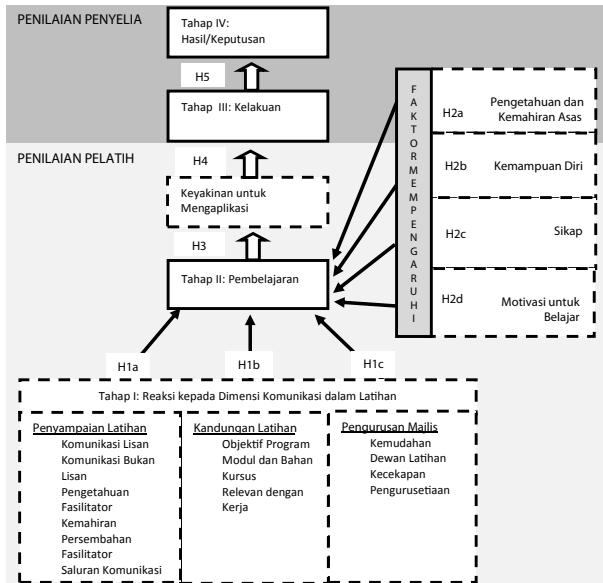 PENILAIAN PENYELIA
Tahap IV:
Hasil/Keputusan
H5
Tahap III: Kelakuan
PENILAIAN PELATIH
H4
Keyakinan untuk
Mengaplikasi
H3
Tahap II: Pembelajaran
FAKTOR MEMPENGARUHI
H2a
Pengetahuan dan
Kemahiran Asas
H2b
Kemampuan Diri
H2c
Sikap
H2d
Motivasi untuk
Belajar
H1a
H1b
H1c
Tahap I: Reaksi kepada Dimensi Komunikasi dalam Latihan
Penyampaian Latihan
Komunikasi Lisan
Komunikasi Bukan
Lisan
Pengetahuan
Fasilitator
Kemahiran
Persembahan
Fasilitator
Saluran Komunikasi
Kandungan Latihan
Objektif Program
Modul dan Bahan
Kursus
Relevan dengan
Kerja
Pengurusan Majlis
Kemudahan
Dewan Latihan
Kecekapan
Pengurusetiaan